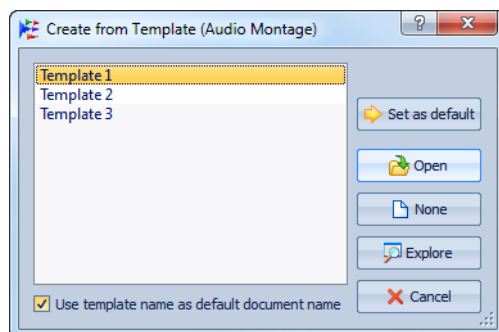 Create from Template (Audio Montage)
Template 1
Template 2
Template 3
Set as default
Open
None
Explore
Cancel
Use template name as default document name